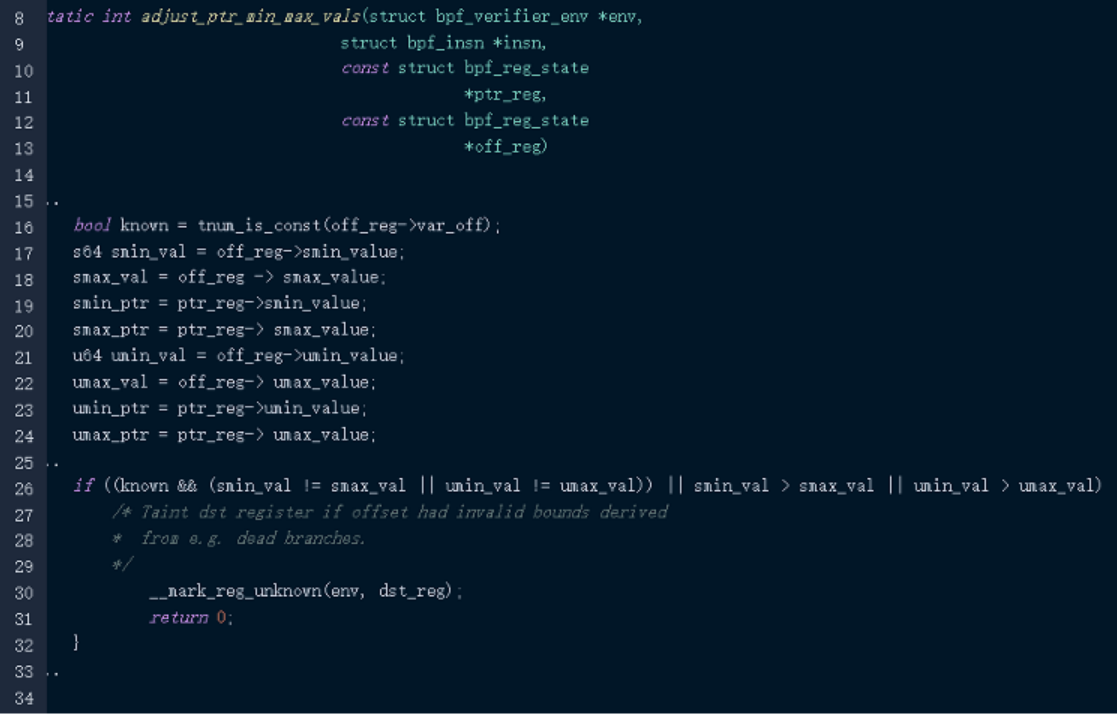 8 tatic int adjust_ptr_min_max_vals(struct bpf_verifier_env *env,
9 struct bpf_insn *insn,
10 const struct bpf_reg_state
11 *ptr_reg,
12 const struct bpf_reg_state
13 *off_reg)
14
15 ..
16 bool known = tnum_is_const(off_reg->var_off);
17 s64 smin_val = off_reg->smin_value;
18 smax_val = off_reg -> smax_value;
19 smin_ptr = ptr_reg->smin_value;
20 smax_ptr = ptr_reg-> smax_value;
21 u64 umin_val = off_reg->umin_value;
22 umax_val = off_reg-> umax_value;
23 umin_ptr = ptr_reg->umin_value;
24 umax_ptr = ptr_reg-> umax_value;
25 ..
26 if ((known && (smin_val != smax_val || umin_val != umax_val)) || smin_val > smax_val || umin_val > umax_val)
27 /* Taint dst register if offset had invalid bounds derived
28 * from e.g. dead branches.
29 */
30 __mark_reg_unknown(env, dst_reg);
31 return 0;
32 }
33 ..
34